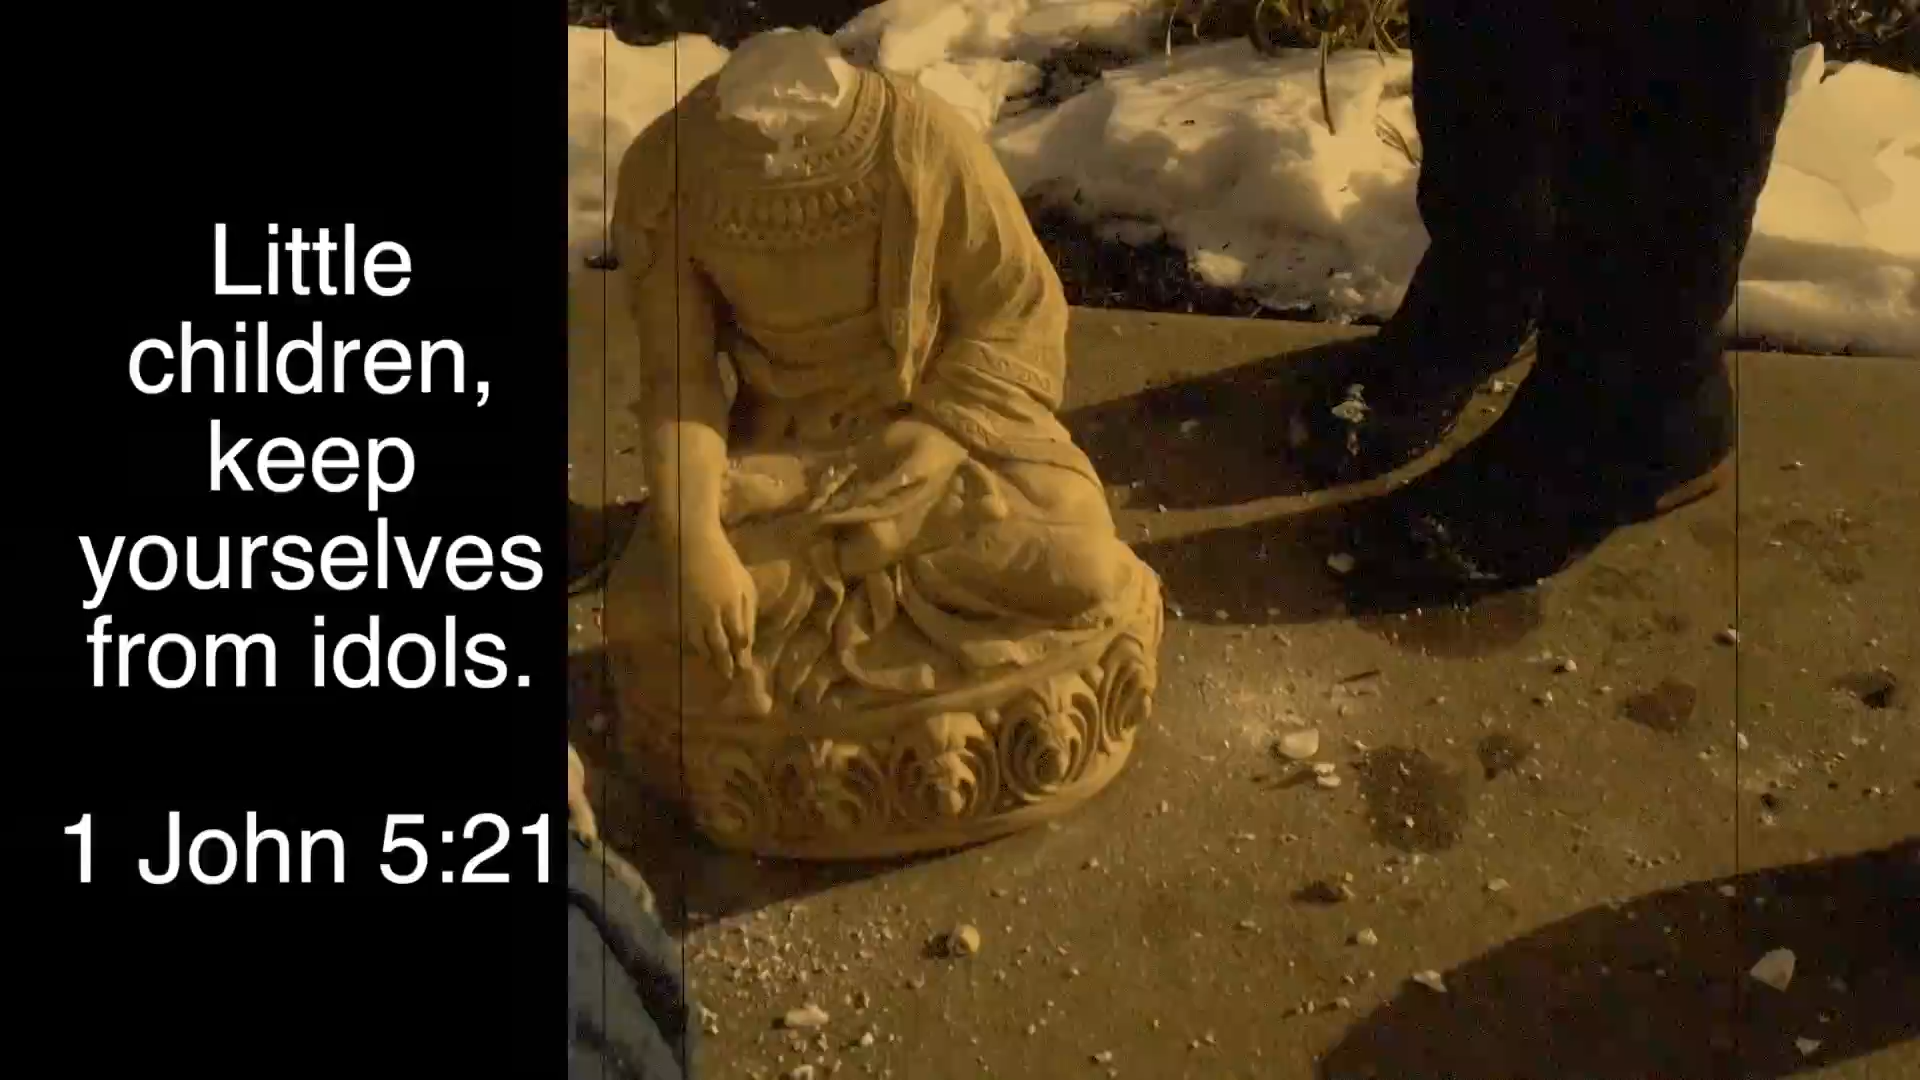 Little
children,
keep
yourselves
from idols.
1 John 5:21